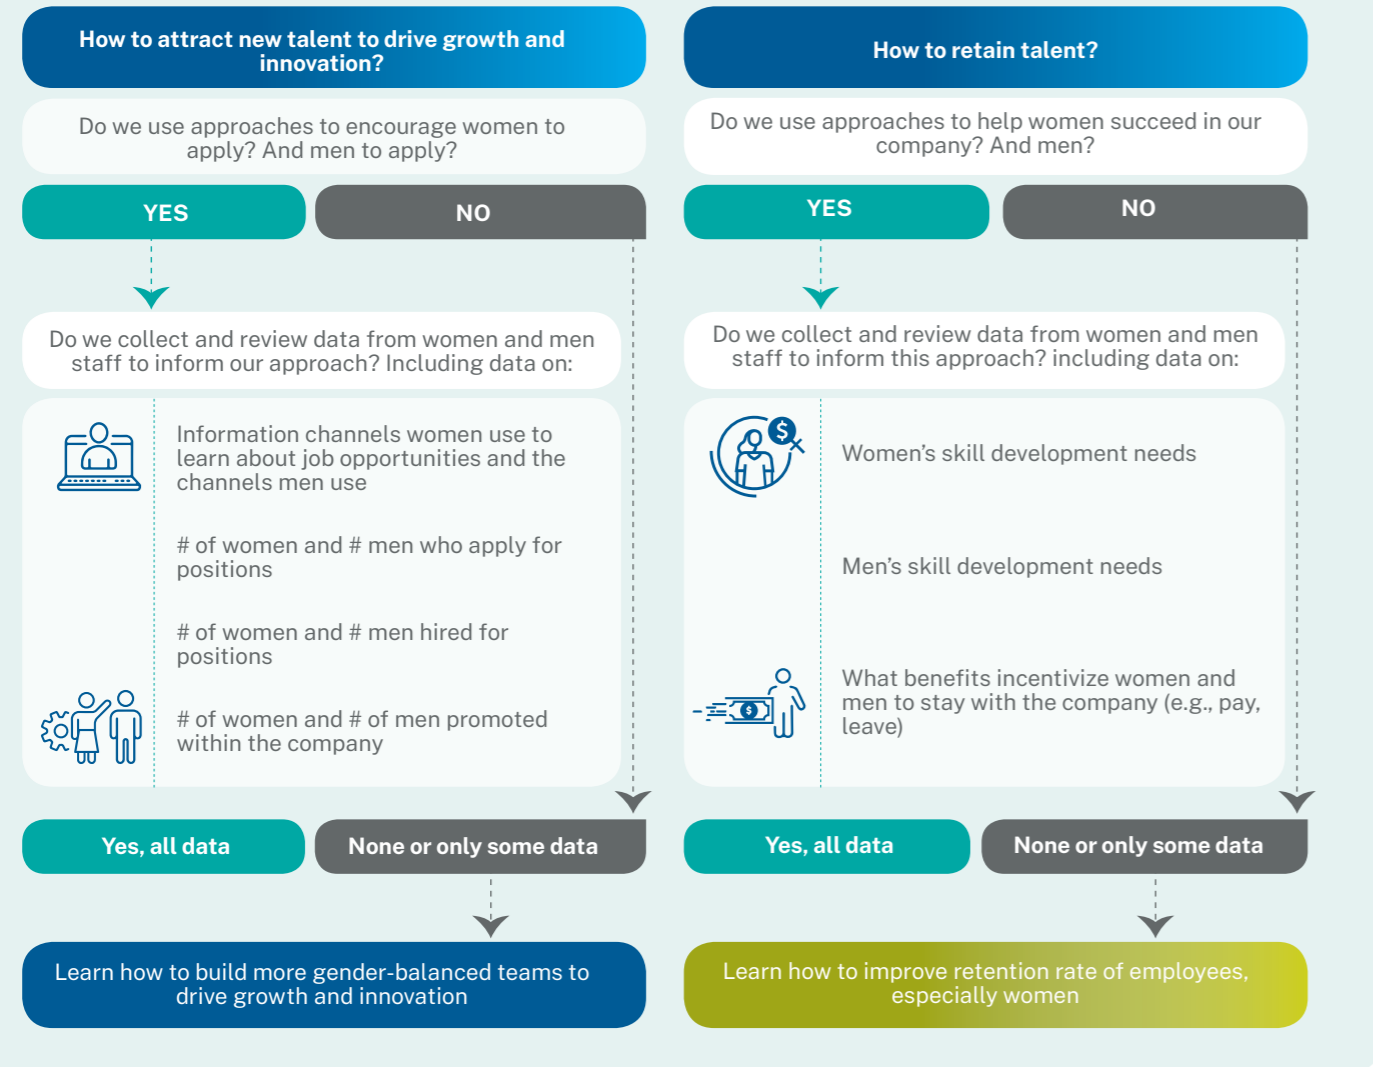 How to attract new talent to drive growth and
innovation?
Do we use approaches to encourage women to
apply? And men to apply?
YES
NO
Do we collect and review data from women and men
staff to inform our approach? Including data on:
Information channels women use to
learn about job opportunities and the
channels men use
# of women and # men who apply for
positions
# of women and # men hired for
positions
# of women and # of men promoted
within the company
Yes, all data
None or only some data
Learn how to build more gender-balanced teams to
drive growth and innovation
How to retain talent?
Do we use approaches to help women succeed in our
company? And men?
YES
NO
Do we collect and review data from women and men
staff to inform this approach? including data on:
$
Women’s skill development needs
Men’s skill development needs
$
What benefits incentivize women and
men to stay with the company (e.g., pay,
leave)
Yes, all data
None or only some data
Learn how to improve retention rate of employees,
especially women